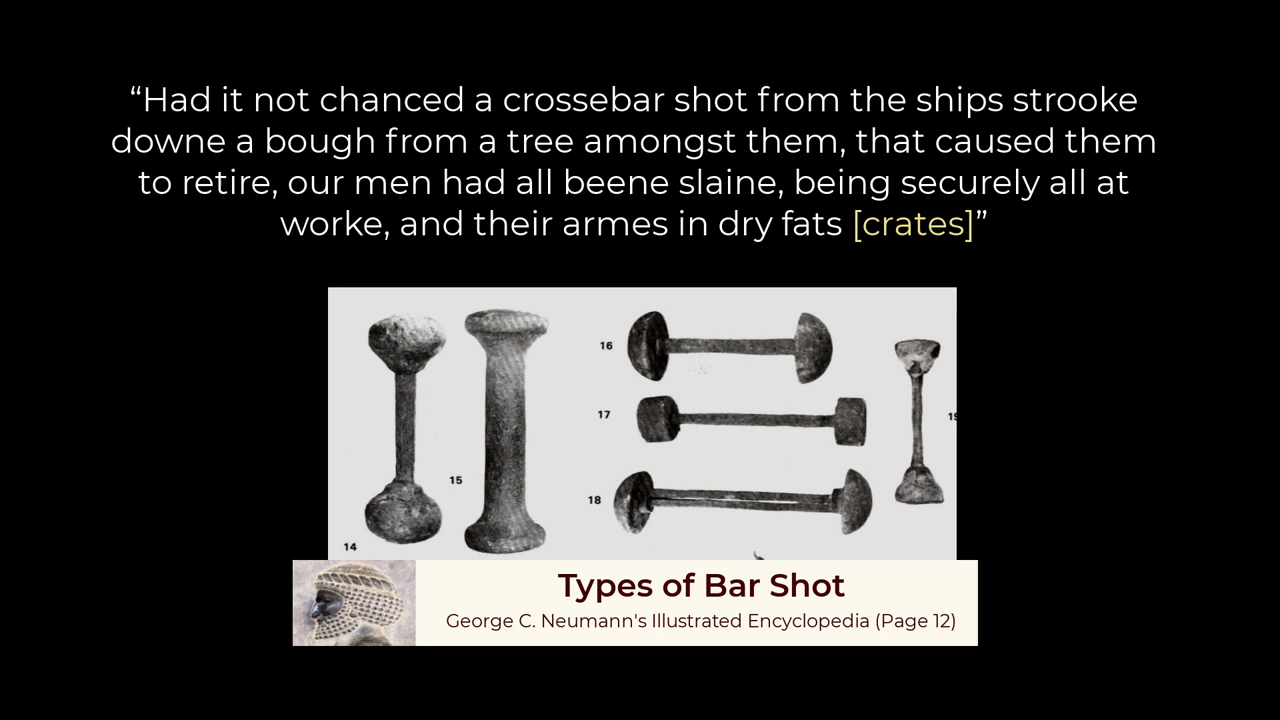 “Had it not chanced a crossebar shot from the ships strooke
downe a bough from a tree amongst them, that caused them
to retire, our men had all beene slaine, being securely all at
worke, and their armes in dry fats [crates]”
16
17
19
15
18
14
Types of Bar Shot
George C. Neumann's Illustrated Encyclopedia (Page 12)